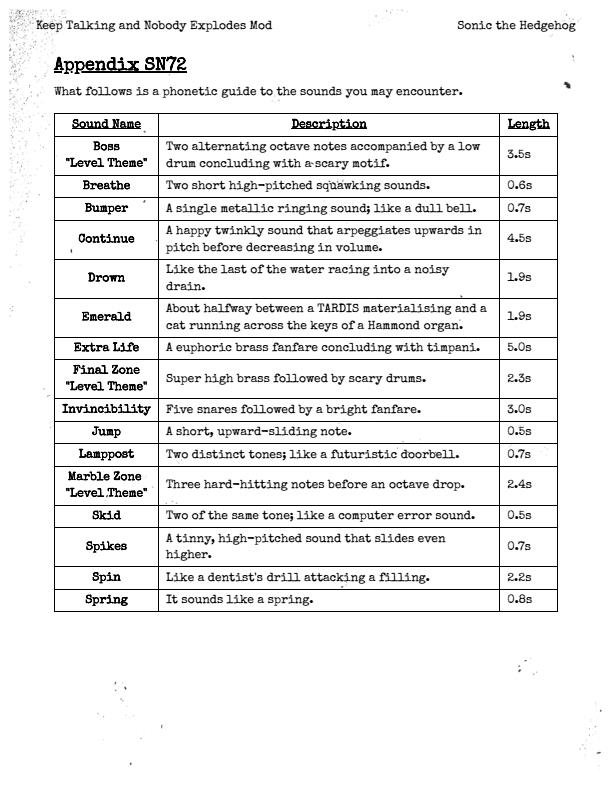 Keep Talking and Nobody Explodes Mod Sonic the Hedgehog
Appendix SN72
What follows is a phonetic guide to the sounds you may encounter.
Sound Name Description Length
Boss
"Level Theme"
Two alternating octave notes accompanied by a low
drum concluding with a scary motif.
3.5s
Breathe Two short high-pitched squawking sounds. 0.6s
Bumper A single metallic ringing sound; like a dull bell. 0.7s
Continue
A happy twinkly sound that arpeggiates upwards in
pitch before decreasing in volume.
4.5s
Drown
Like the last of the water racing into a noisy
drain.
1.9s
Emerald
About halfway between a TARDIS materialising and a
cat running across the keys of a Hammond organ.
1.9s
Extra Life A euphoric brass fanfare concluding with timpani. 5.0s
Final Zone
"Level Theme"
Super high brass followed by scary drums. 2.3s
Invincibility Five snares followed by a bright fanfare. 3.0s
Jump A short, upward-sliding note. 0.5s
Lamppost Two distinct tones; like a futuristic doorbell. 0.7s
Marble Zone
"Level Theme"
Three hard-hitting notes before an octave drop. 2.4s
Skid Two of the same tone; like a computer error sound. 0.5s
Spikes
A tinny, high-pitched sound that slides even
higher.
0.7s
Spin Like a dentist's drill attacking a filling. 2.2s
Spring It sounds like a spring. 0.8s